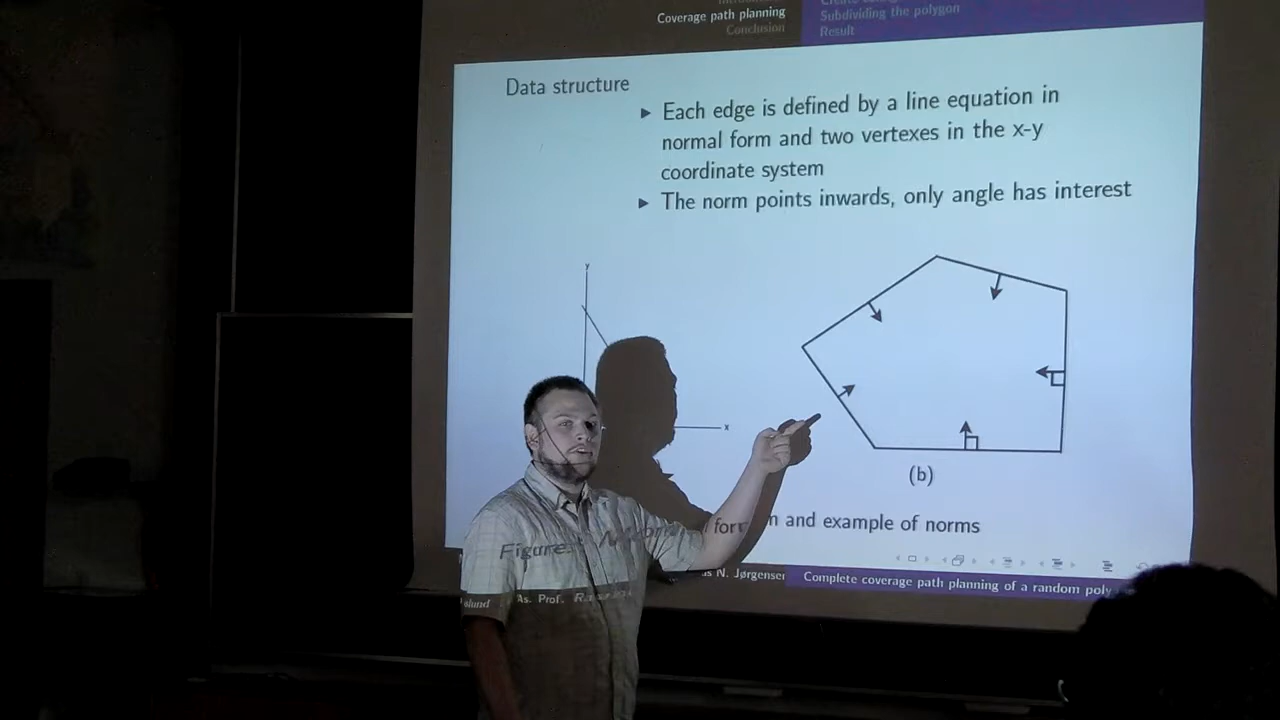 Coverage path planning
Conclusion
Subdividing the polygon
Result
Data structure
Each edge is defined by a line equation in
normal form and two vertexes in the x-y
coordinate system
The norm points inwards, only angle has interest
y
x
(b)
Figure: form and example of norms
As. Prof. N. Jørgensen
Complete coverage path planning of a random poly